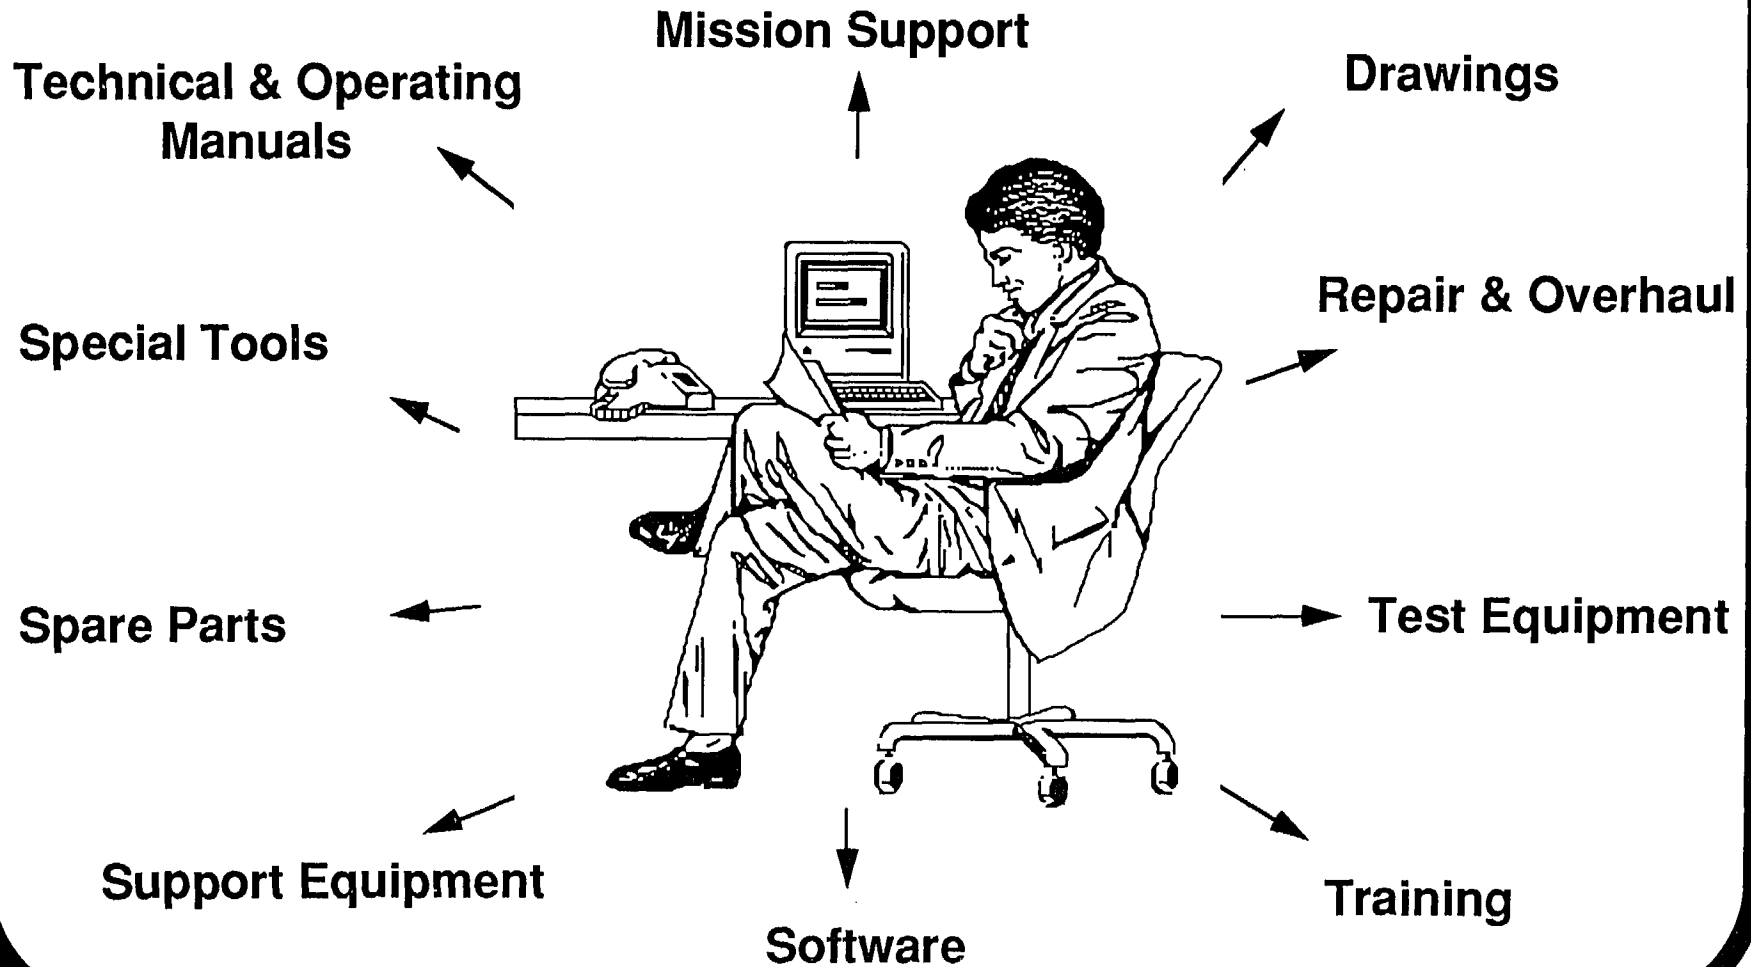 Mission Support
Technical & Operating
Manuals
Drawings
Repair & Overhaul
Special Tools
Spare Parts
Test Equipment
Support Equipment
Training
Software